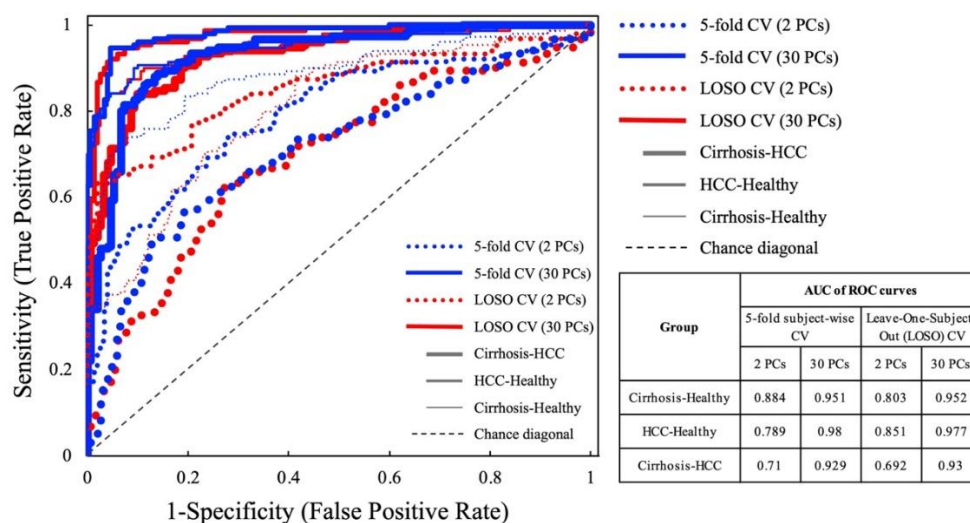 Sensitivity (True Positive Rate)
1
0.8
0.6
0.4
0.2
0
0
0.2
0.4
0.6
0.8
1
1-Specificity (False Positive Rate)
5-fold CV (2 PCs)
5-fold CV (30 PCs)
LOSO CV (2 PCs)
LOSO CV (30 PCs)
Cirrhosis-HCC
HCC-Healthy
Cirrhosis-Healthy
Chance diagonal
5-fold CV (2 PCs)
5-fold CV (30 PCs)
LOSO CV (2 PCs)
LOSO CV (30 PCs)
Cirrhosis-HCC
HCC-Healthy
Cirrhosis-Healthy
Chance diagonal
Group
AUC of ROC curves
5-fold subject-wise
CV
Leave-One-Subject
Out (LOSO) CV
2 PCs 30 PCs 2 PCs 30 PCs
Cirrhosis-Healthy 0.884 0.951 0.803 0.952
HCC-Healthy 0.789 0.98 0.851 0.977
Cirrhosis-HCC 0.71 0.929 0.692 0.93